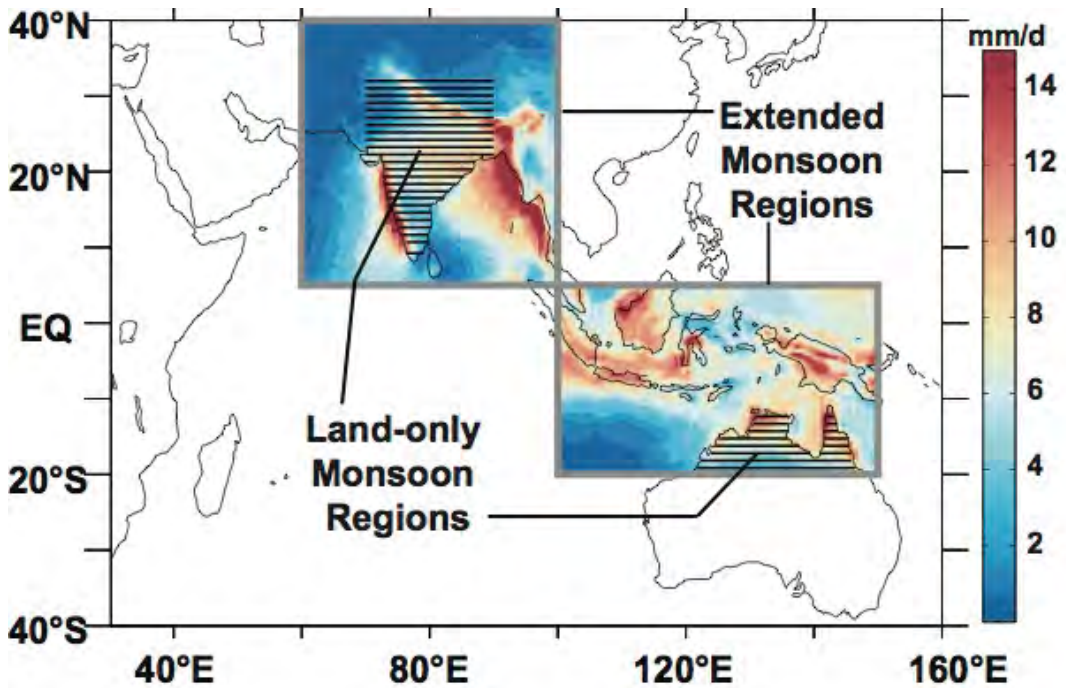 40°N
20°N
EQ
20°S
40°S
40°E
80°E
120°E
160°E
Extended
Monsoon
Regions
Land-only
Monsoon
Regions
mm/d
14
12
10
8
6
4
2